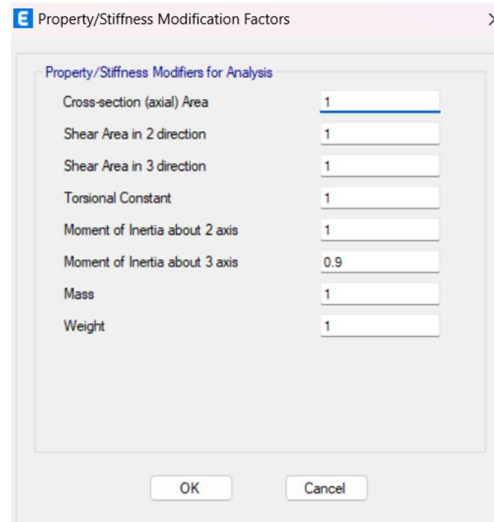 E Property/Stiffness Modification Factors
Property/Stiffness Modifiers for Analysis
Cross-section (axial) Area 1
Shear Area in 2 direction 1
Shear Area in 3 direction 1
Torsional Constant 1
Moment of Inertia about 2 axis 1
Moment of Inertia about 3 axis 0.9
Mass 1
Weight 1
OK Cancel